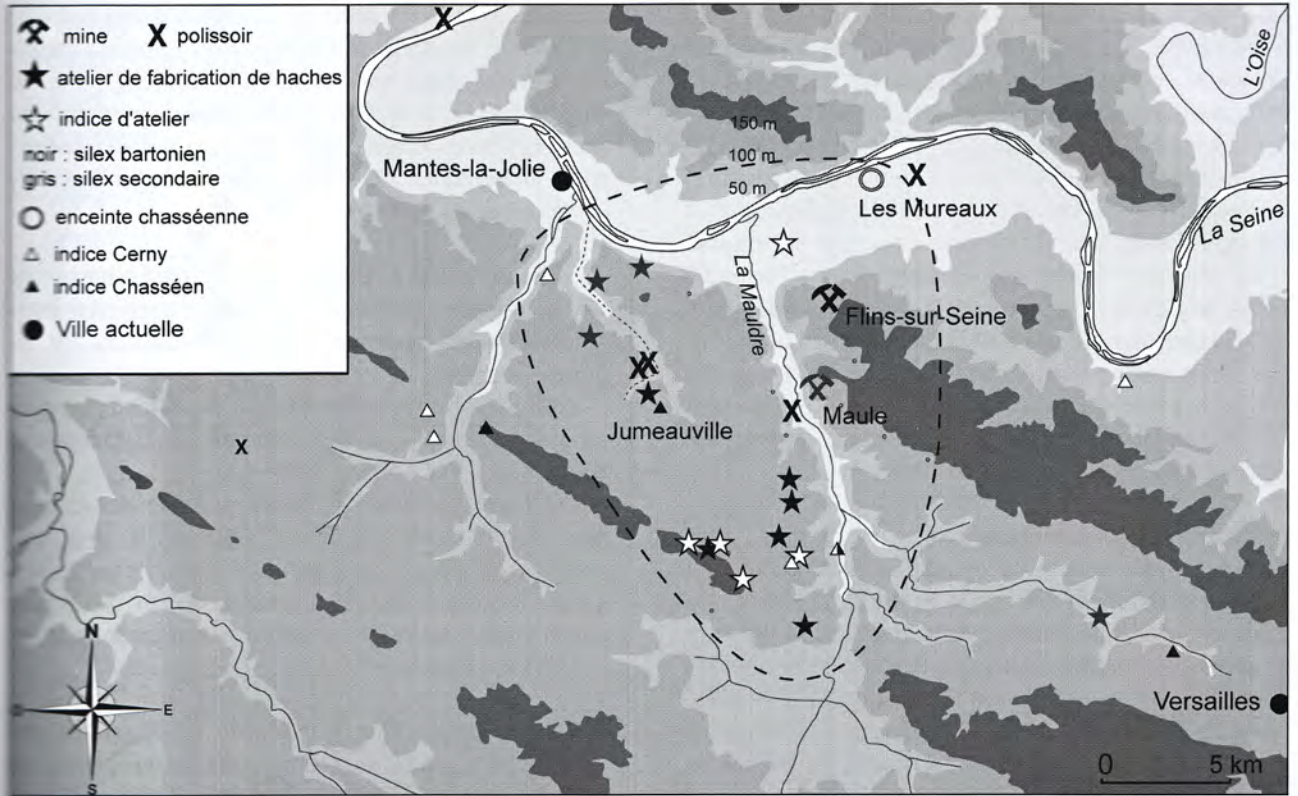 mine
polissoir
atelier de fabrication de haches
indice d'atelier
noir : silex bartonien
gris : silex secondaire
enceinte chasséenne
indice Cerny
indice Chasséen
Ville actuelle
L'Oise
150 m
100 m
50 m
Mantes-la-Jolie
Les Mureaux
La Seine
La Mauldre
Flins-sur-Seine
Maule
Jumeauville
Versailles
N
E
S
0 5 km